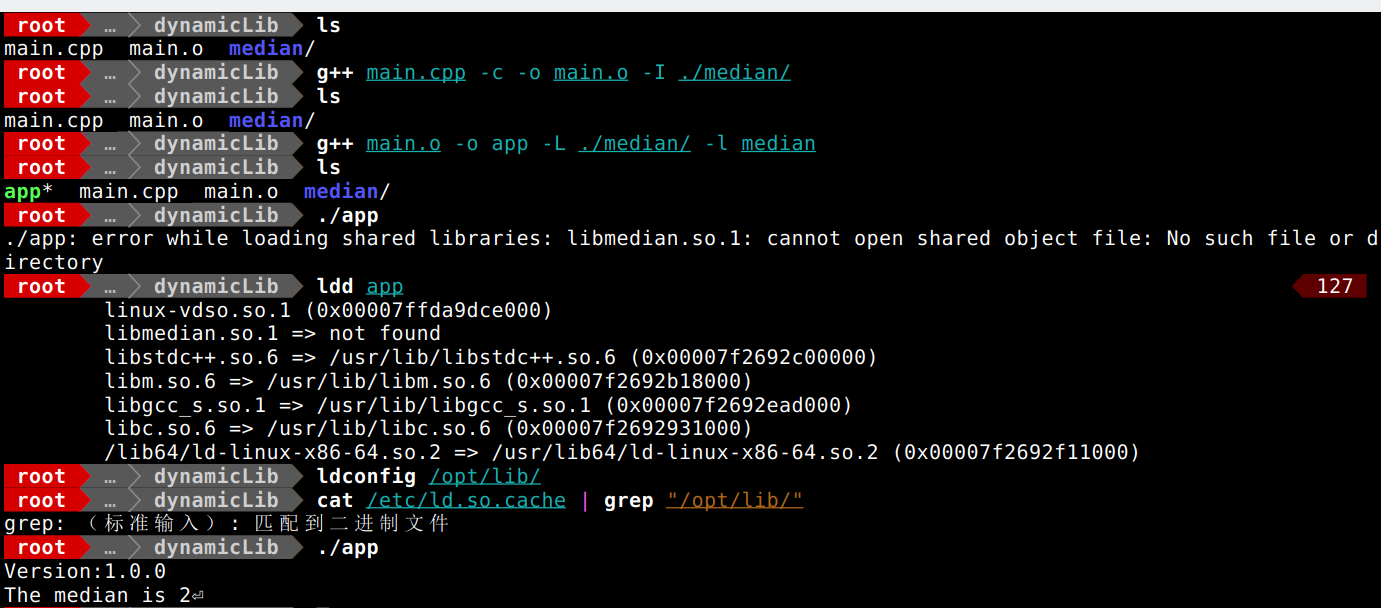 root … dynamicLib ls
main.cpp main.o median/
root … dynamicLib g++ main.cpp -c -o main.o -I ./median/
root … dynamicLib ls
main.cpp main.o median/
root … dynamicLib g++ main.o -o app -L ./median/ -l median
root … dynamicLib ls
app* main.cpp main.o median/
root … dynamicLib ./app
./app: error while loading shared libraries: libmedian.so.1: cannot open shared object file: No such file or d
irectory
root … dynamicLib ldd app 127
linux-vdso.so.1 (0x00007ffda9dce000)
libmedian.so.1 => not found
libstdc++.so.6 => /usr/lib/libstdc++.so.6 (0x00007f2692c00000)
libm.so.6 => /usr/lib/libm.so.6 (0x00007f2692b18000)
libgcc_s.so.1 => /usr/lib/libgcc_s.so.1 (0x00007f2692ead000)
libc.so.6 => /usr/lib/libc.so.6 (0x00007f2692931000)
/lib64/ld-linux-x86-64.so.2 => /usr/lib64/ld-linux-x86-64.so.2 (0x00007f2692f11000)
root … dynamicLib ldconfig /opt/lib/
root … dynamicLib cat /etc/ld.so.cache | grep "/opt/lib/"
grep: （标准输入）: 匹配到二进制文件
root … dynamicLib ./app
Version:1.0.0
The median is 2⏎